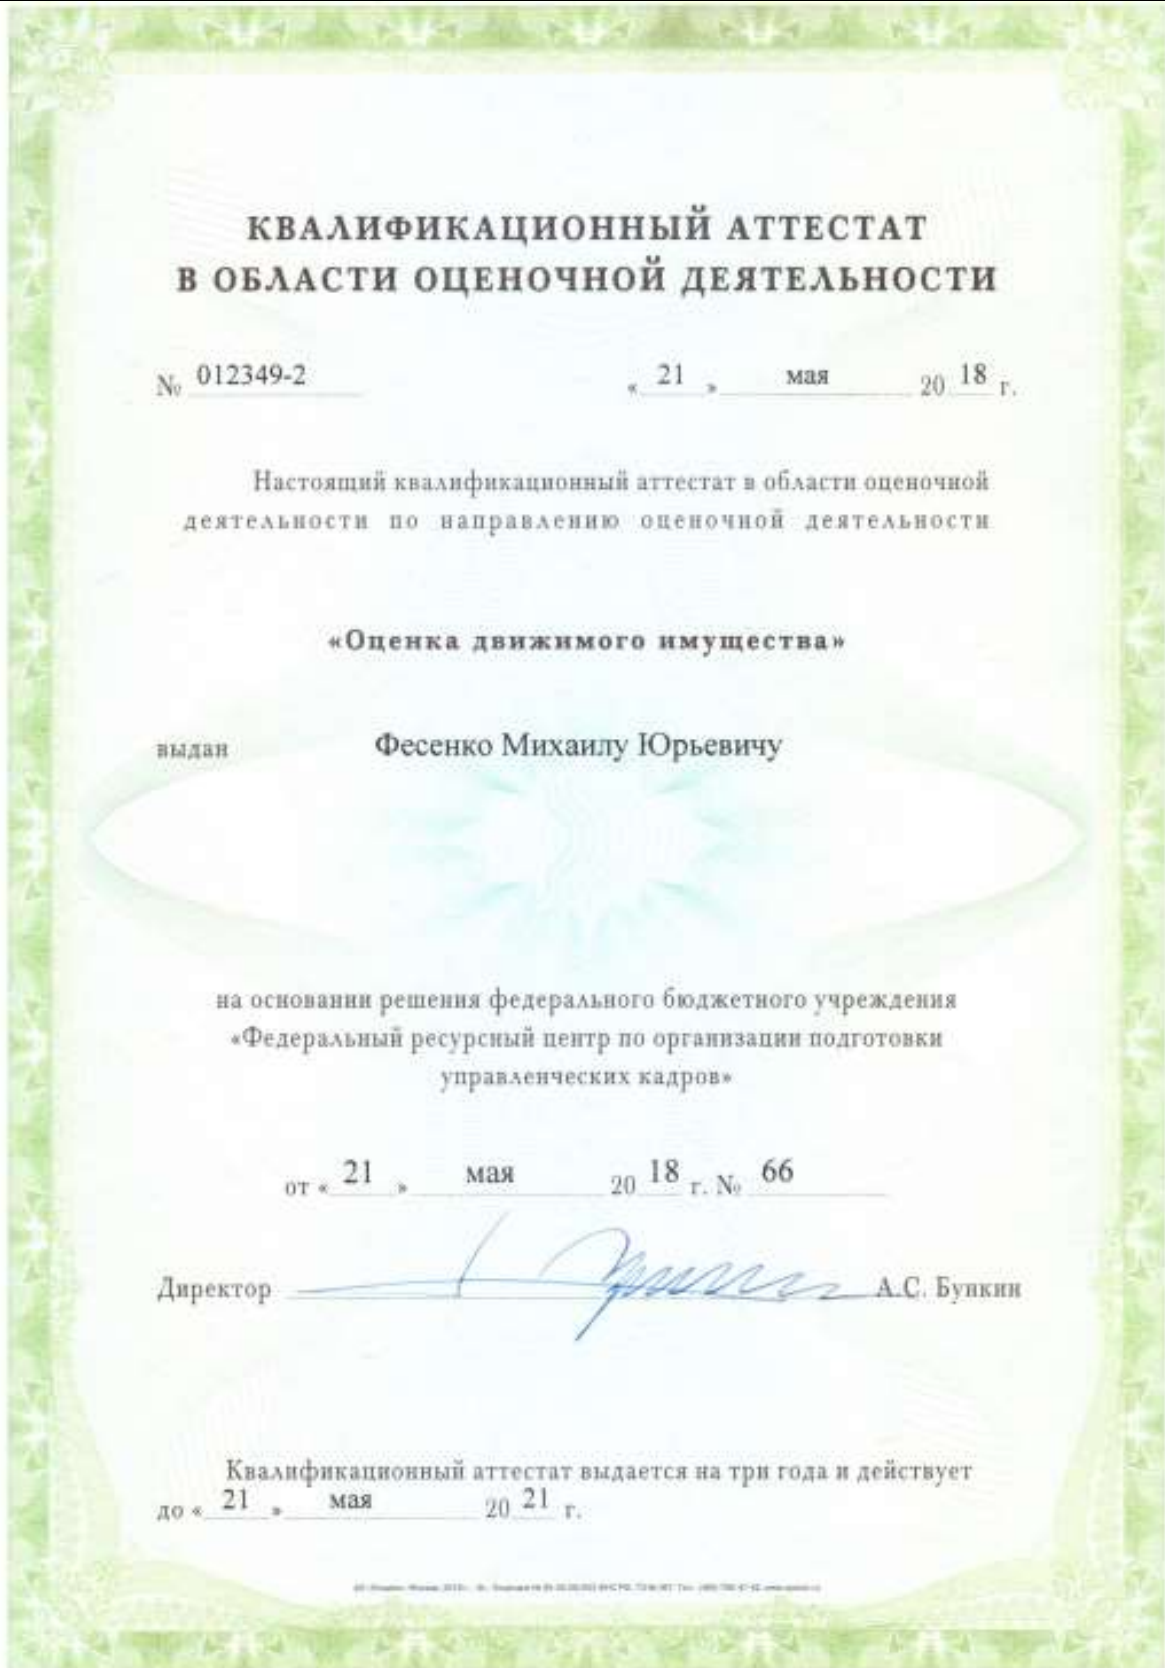 КВАЛИФИКАЦИОННЫЙ АТТЕСТАТ
В ОБЛАСТИ ОЦЕНОЧНОЙ ДЕЯТЕЛЬНОСТИ
№ 012349-2 « 21 » мая 20 18 г.
Настоящий квалификационный аттестат в области оценочной
деятельности по направлению оценочной деятельности
«Оценка движимого имущества»
выдан Фесенко Михаилу Юрьевичу
на основании решения федерального бюджетного учреждения
«Федеральный ресурсный центр по организации подготовки
управленческих кадров»
от « 21 » мая 20 18 г. № 66
Директор А.С. Бункин
Квалификационный аттестат выдается на три года и действует
до « 21 » мая 20 21 г.